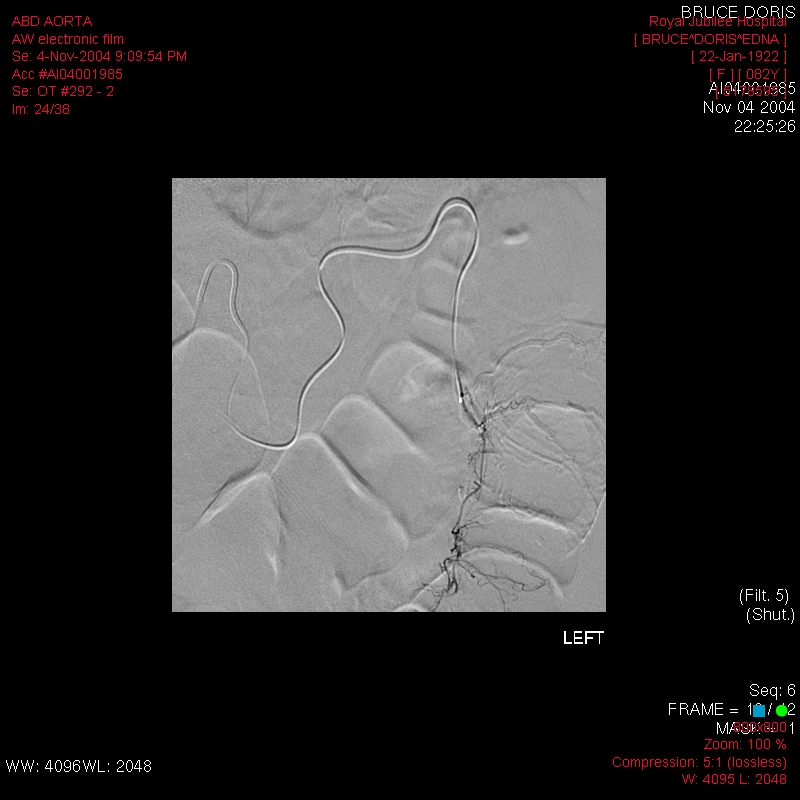 ABD AORTA
AW electronic film
Se: 4-Nov-2004 9:09:54 PM
Acc #AI04001985
Se: OT #292 - 2
Im: 24/38
BRUCE DORIS
Royal Jubilee Hospital
[ BRUCE^DORIS^EDNA ]
[ 22-Jan-1922 ]
[ F ] [ 082Y ]
AI04001985
Nov 04 2004
22:25:26
(Filt. 5)
(Shut.)
LEFT
Seq: 6
FRAME =
Zoom: 100 %
Compression: 5:1 (lossless)
W: 4095 L: 2048
WW: 4096WL: 2048